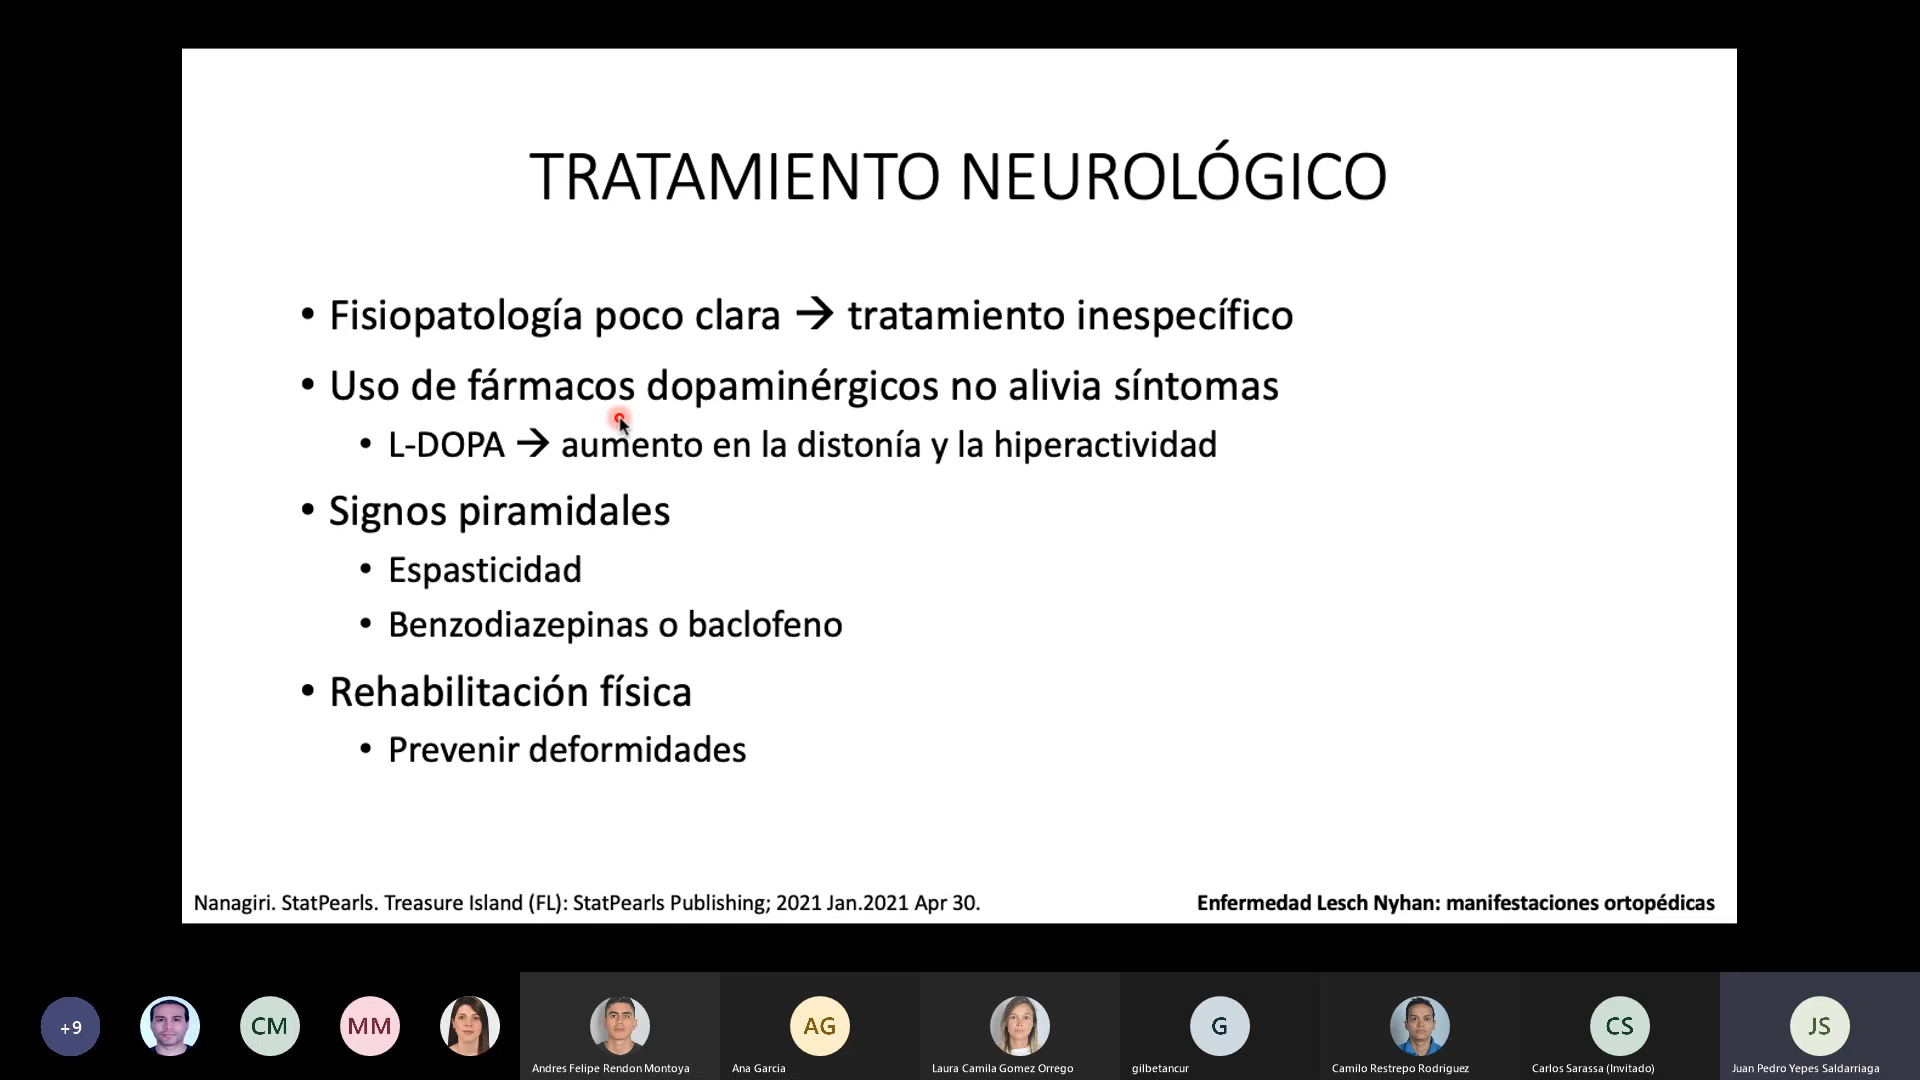 TRATAMIENTO NEUROLÓGICO
• Fisiopatología poco clara → tratamiento inespecífico
• Uso de fármacos dopaminérgicos no alivia síntomas
• L-DOPA → aumento en la distonía y la hiperactividad
• Signos piramidales
• Espasticidad
• Benzodiazepinas o baclofeno
• Rehabilitación física
• Prevenir deformidades
Nanagiri. StatPearls. Treasure Island (FL): StatPearls Publishing; 2021 Jan.2021 Apr 30.
Enfermedad Lesch Nyhan: manifestaciones ortopédicas
+9
CM
MM
AG
G
CS
JS
Andres Felipe Rendon Montoya
Ana Garcia
Laura Camila Gomez Orrego
gilbetancur
Camilo Restrepo Rodriguez
Carlos Sarassa (Invitado)
Juan Pedro Yepes Saldarriaga